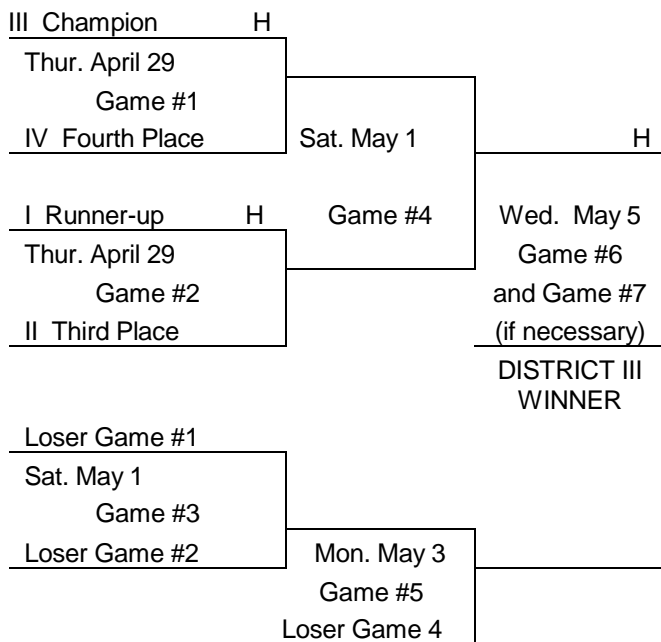 III Champion H
Thur. April 29
Game #1
IV Fourth Place
Sat. May 1
H
I Runner-up H
Game #4
Wed. May 5
Thur. April 29
Game #6
Game #2
and Game #7
II Third Place
(if necessary)
DISTRICT III
WINNER
Loser Game #1
Sat. May 1
Game #3
Loser Game #2
Mon. May 3
Game #5
Loser Game 4